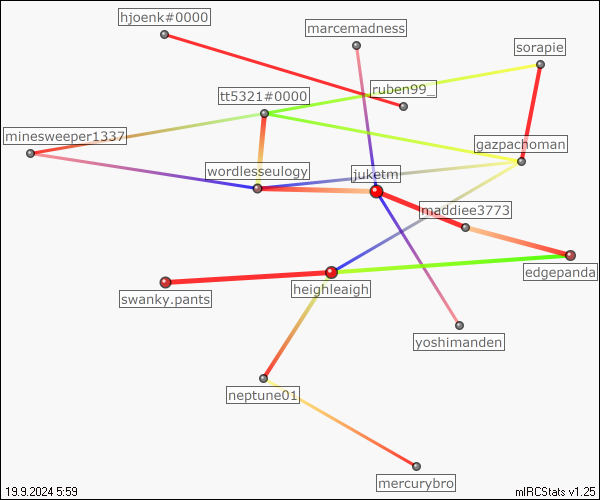 hjoenk#0000
marcemadness
sorapie
ruben99_
tt5321#0000
minesweeper1337
gazpachoman
wordlesseulogy
juketm
maddiee3773
edgepanda
heighleaigh
swanky.pants
yoshimanden
neptune01
mercurybro
19.9.2024 5:59
mIRCStats v1.25